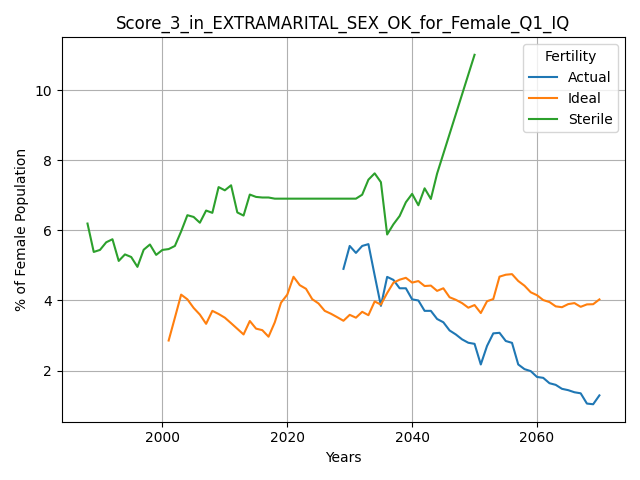 Score_3_in_EXTRAMARITAL_SEX_OK_for_Female_Q1_IQ
Fertility
Actual
Ideal
Sterile
% of Female Population
10
8
6
4
2
2000
2020
2040
2060
Years